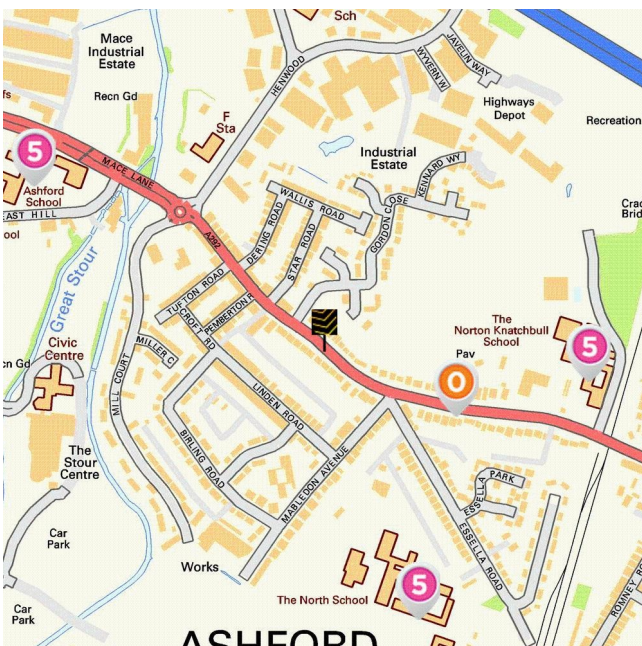 Sch
Mace
Industrial
Estate
HENWOOD
WYVERN W
JAVELIN WAY
Recn Gd
fs
F
Sta
Highways
Depot
Recreation
Industrial
Estate
KENNARD WY
5
MACE LANE
Ashford
School
EAST HILL
ool
WALLIS ROAD
GORDON CLOSE
DERING ROAD
STAR ROAD
A292
Crac
Brid
Great Stour
TUFTON ROAD
PEMBERTON R
CROFT RD
The
Norton Knatchbull
School
5
Civic
Centre
cn Gd
MILLER C
MILL COURT
Pav
0
LINDEN ROAD
BIRLING ROAD
MABLEDON AVENUE
The
Stour
Centre
ESSELLA PARK
ESSELLA ROAD
Car
Park
Works
The North School
5
ROMNEY RO
Car
Park
ASHFORD